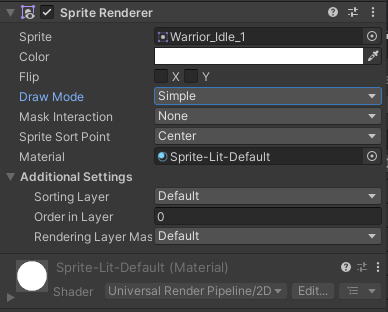 Sprite Renderer
Sprite Warrior_Idle_1
Color
Flip X Y
Draw Mode Simple
Mask Interaction None
Sprite Sort Point Center
Material Sprite-Lit-Default
Additional Settings
Sorting Layer Default
Order in Layer 0
Rendering Layer Mas Default
Sprite-Lit-Default (Material)
Shader Universal Render Pipeline/2D Edit...